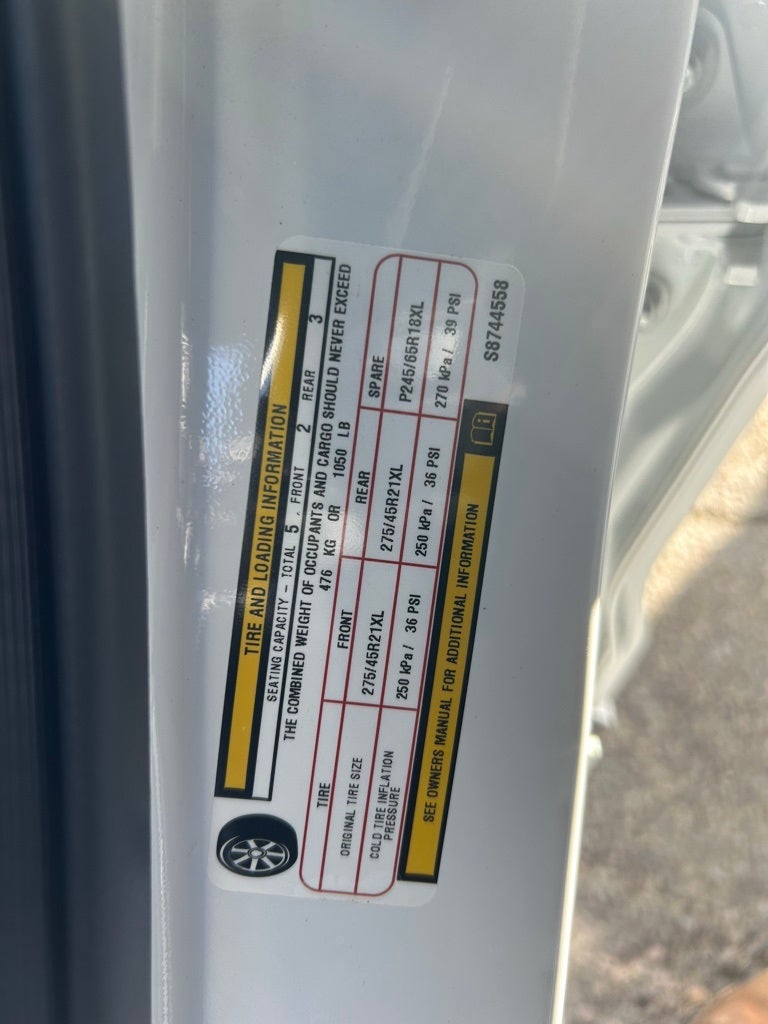 TIRE AND LOADING INFORMATION
SEATING CAPACITY – TOTAL 5 FRONT 2 REAR 3
THE COMBINED WEIGHT OF OCCUPANTS AND CARGO SHOULD NEVER EXCEED
476 KG OR 1050 LB
TIRE FRONT REAR SPARE
ORIGINAL TIRE SIZE 275/45R21XL 275/45R21XL P245/65R18XL
COLD TIRE INFLATION PRESSURE 250 kPa / 36 PSI 250 kPa / 36 PSI 270 kPa / 39 PSI
SEE OWNERS MANUAL FOR ADDITIONAL INFORMATION
S8744558